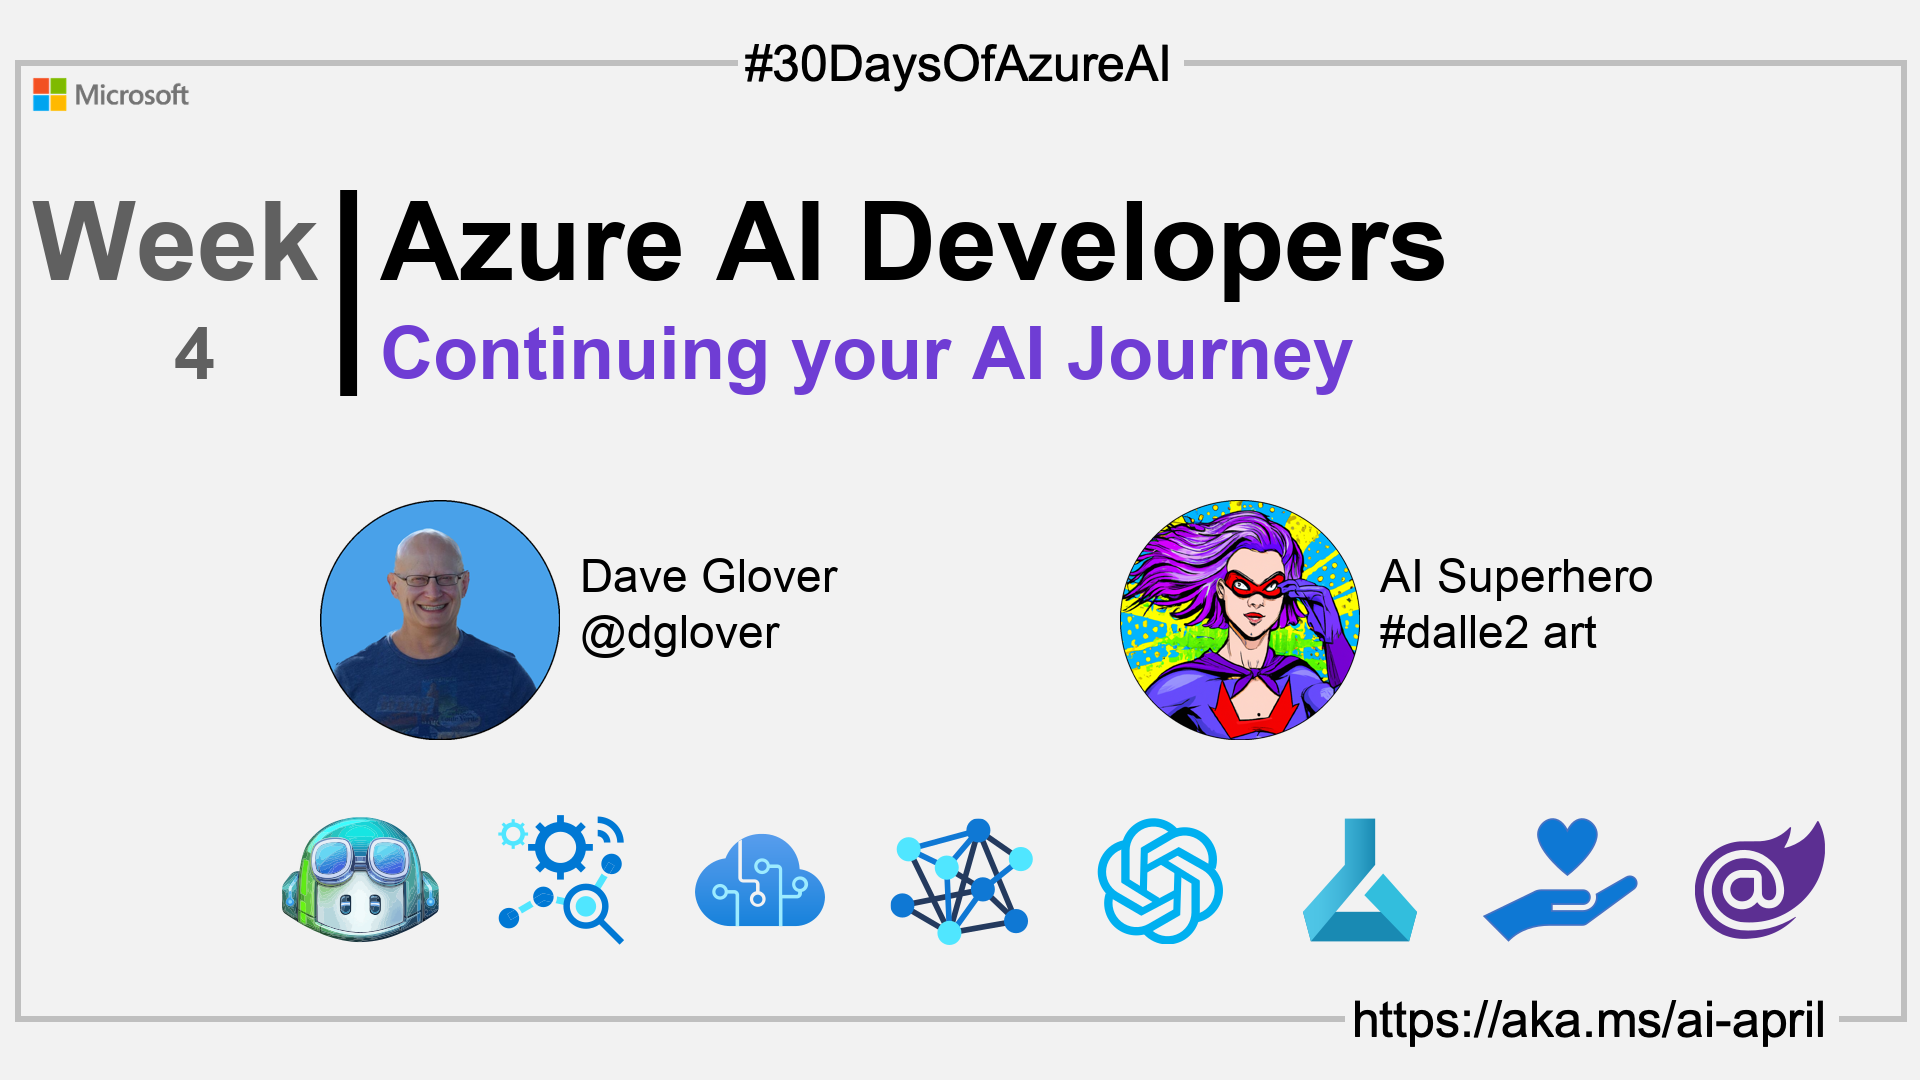 #30DaysOfAzureAI
Microsoft
Week
4
Azure AI Developers
Continuing your AI Journey
Dave Glover
@dglover
AI Superhero
#dalle2 art
@
https://aka.ms/ai-april